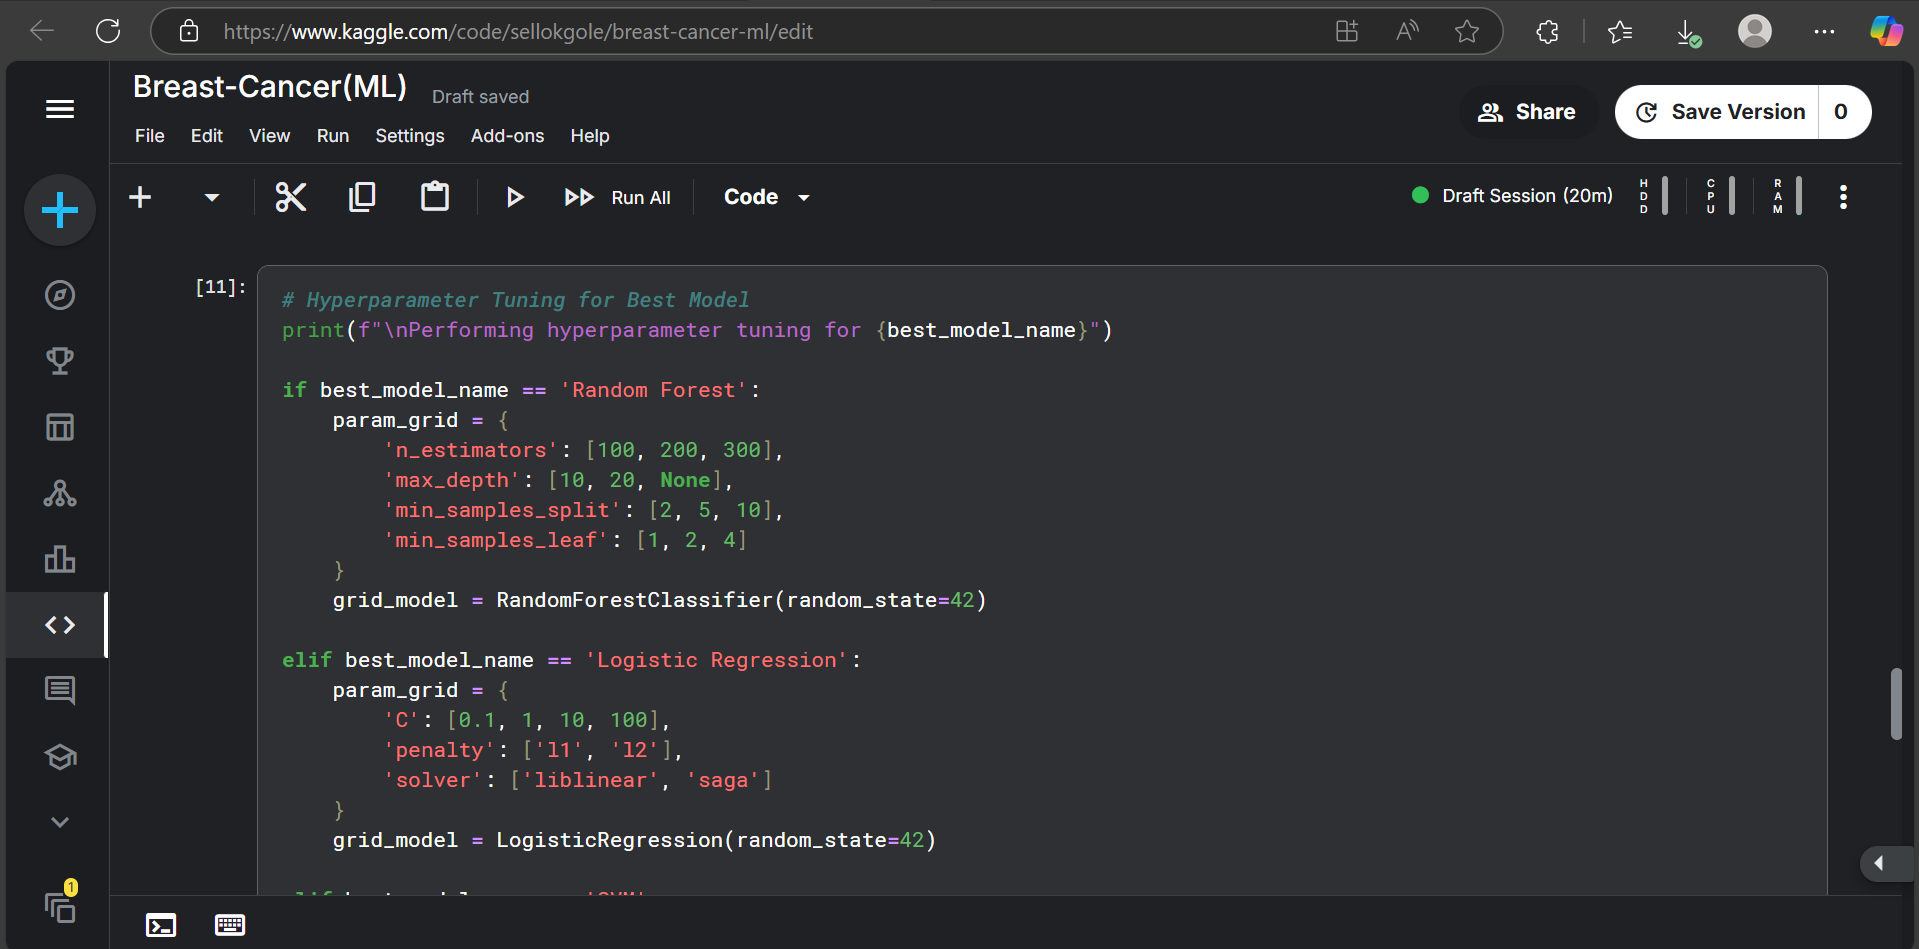 https://www.kaggle.com/code/sellokgole/breast-cancer-ml/edit
Breast-Cancer(ML) Draft saved
File Edit View Run Settings Add-ons Help
Share
Save Version 0
Run All Code
Draft Session (20m) HDD CPU RAM
[11]:
# Hyperparameter Tuning for Best Model
print(f"\nPerforming hyperparameter tuning for {best_model_name}")
if best_model_name == 'Random Forest':
    param_grid = {
        'n_estimators': [100, 200, 300],
        'max_depth': [10, 20, None],
        'min_samples_split': [2, 5, 10],
        'min_samples_leaf': [1, 2, 4]
    }
    grid_model = RandomForestClassifier(random_state=42)
elif best_model_name == 'Logistic Regression':
    param_grid = {
        'C': [0.1, 1, 10, 100],
        'penalty': ['l1', 'l2'],
        'solver': ['liblinear', 'saga']
    }
    grid_model = LogisticRegression(random_state=42)
1